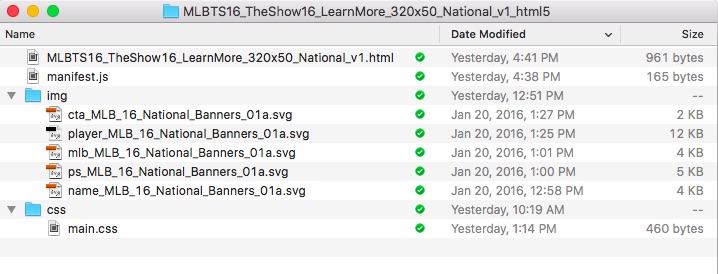 MLBTS16_TheShow16_LearnMore_320x50_National_v1_html5
Name Date Modified Size
MLBTS16_TheShow16_LearnMore_320x50_National_v1.html Yesterday, 4:41 PM 961 bytes
manifest.js Yesterday, 4:38 PM 165 bytes
img Yesterday, 12:51 PM --
cta_MLB_16_National_Banners_01a.svg Jan 20, 2016, 1:27 PM 2 KB
player_MLB_16_National_Banners_01a.svg Jan 20, 2016, 1:25 PM 12 KB
mlb_MLB_16_National_Banners_01a.svg Jan 20, 2016, 1:01 PM 4 KB
ps_MLB_16_National_Banners_01a.svg Jan 20, 2016, 1:00 PM 5 KB
name_MLB_16_National_Banners_01a.svg Jan 20, 2016, 12:58 PM 4 KB
css Yesterday, 10:19 AM --
main.css Yesterday, 1:14 PM 460 bytes